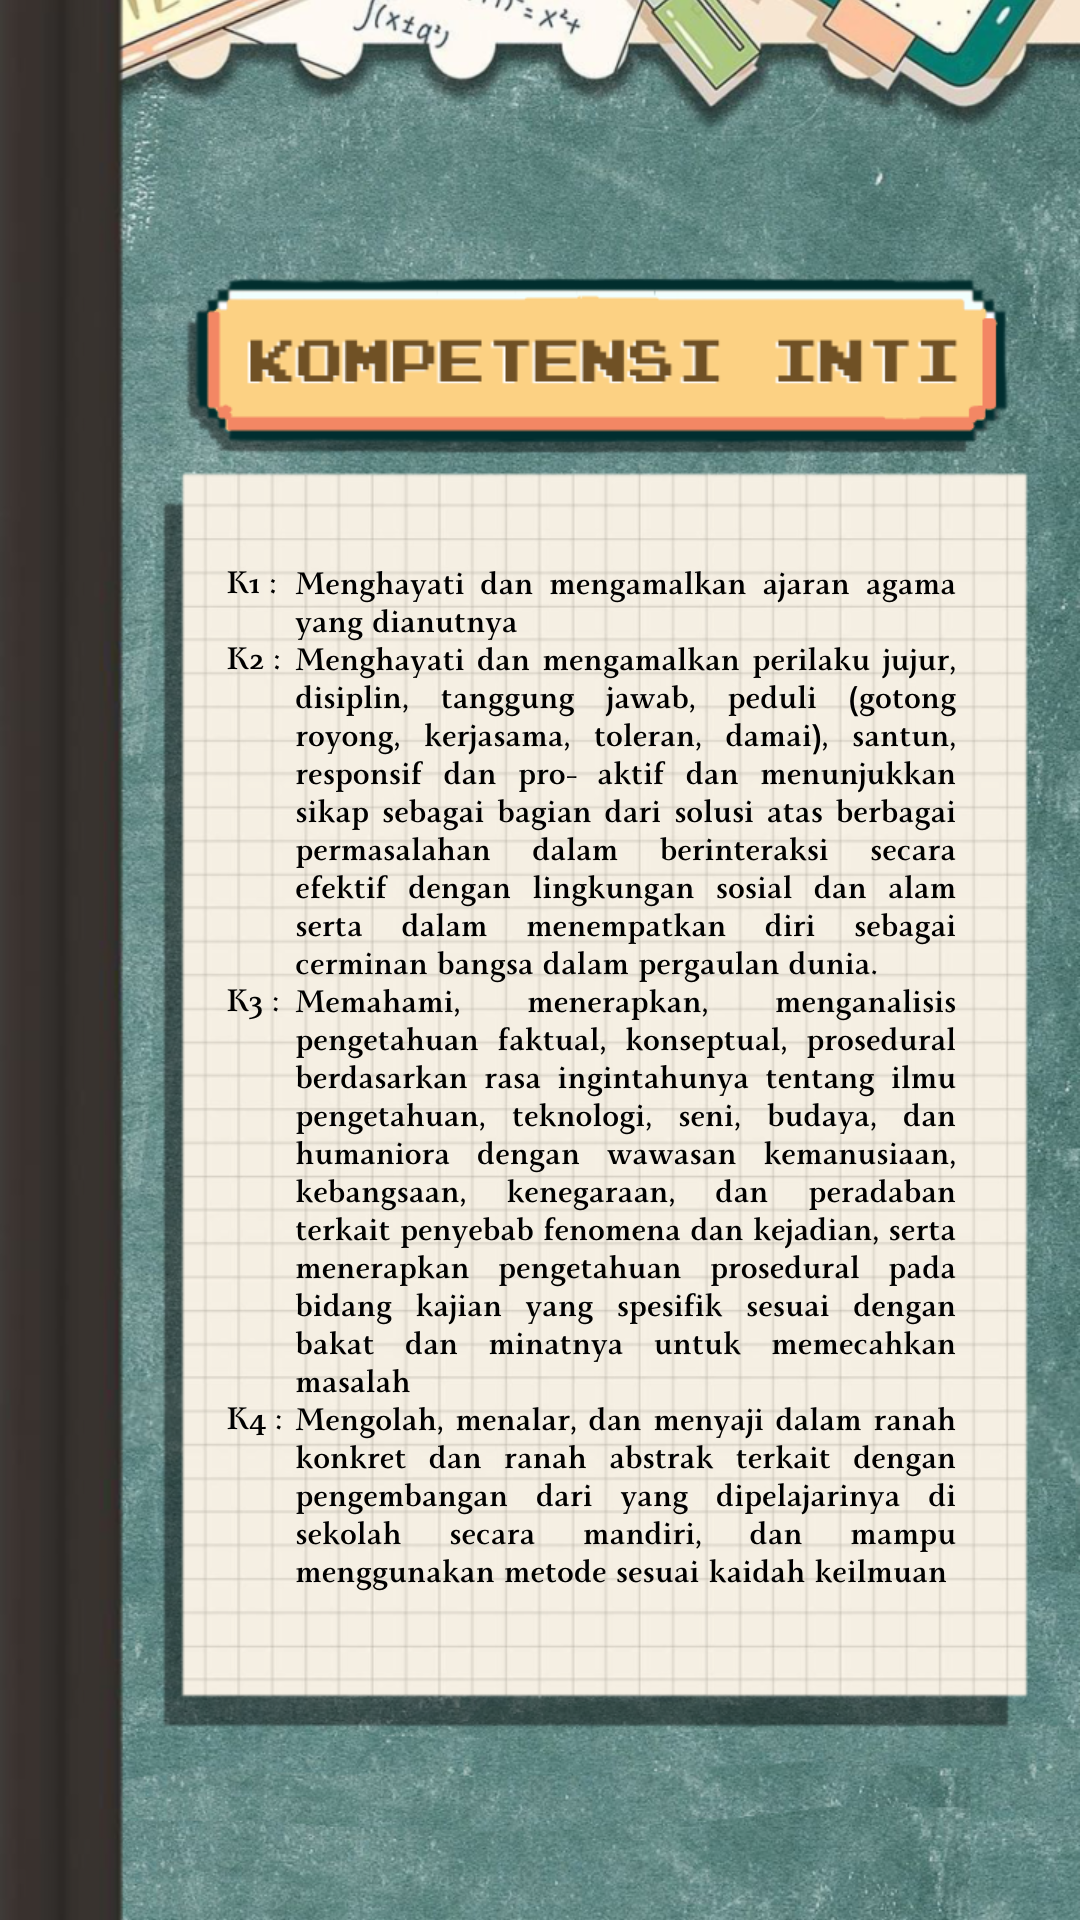 ∫(x±a²)
= x²+
KOMPETENSI INTI
K1 : Menghayati dan mengamalkan ajaran agama
yang dianutnya
K2 : Menghayati dan mengamalkan perilaku jujur,
disiplin, tanggung jawab, peduli (gotong
royong, kerjasama, toleran, damai), santun,
responsif dan pro- aktif dan menunjukkan
sikap sebagai bagian dari solusi atas berbagai
permasalahan dalam berinteraksi secara
efektif dengan lingkungan sosial dan alam
serta dalam menempatkan diri sebagai
cerminan bangsa dalam pergaulan dunia.
K3 : Memahami, menerapkan, menganalisis
pengetahuan faktual, konseptual, prosedural
berdasarkan rasa ingintahunya tentang ilmu
pengetahuan, teknologi, seni, budaya, dan
humaniora dengan wawasan kemanusiaan,
kebangsaan, kenegaraan, dan peradaban
terkait penyebab fenomena dan kejadian, serta
menerapkan pengetahuan prosedural pada
bidang kajian yang spesifik sesuai dengan
bakat dan minatnya untuk memecahkan
masalah
K4 : Mengolah, menalar, dan menyaji dalam ranah
konkret dan ranah abstrak terkait dengan
pengembangan dari yang dipelajarinya di
sekolah secara mandiri, dan mampu
menggunakan metode sesuai kaidah keilmuan